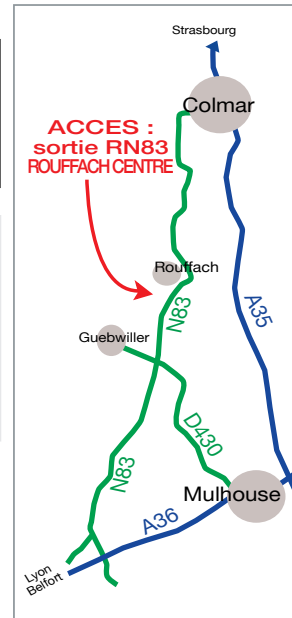 Strasbourg
Colmar
ACCES :
sortie RN83
ROUFFACH CENTRE
Rouffach
N83
A35
Guebwiller
D430
N83
Mulhouse
A36
Lyon
Belfort